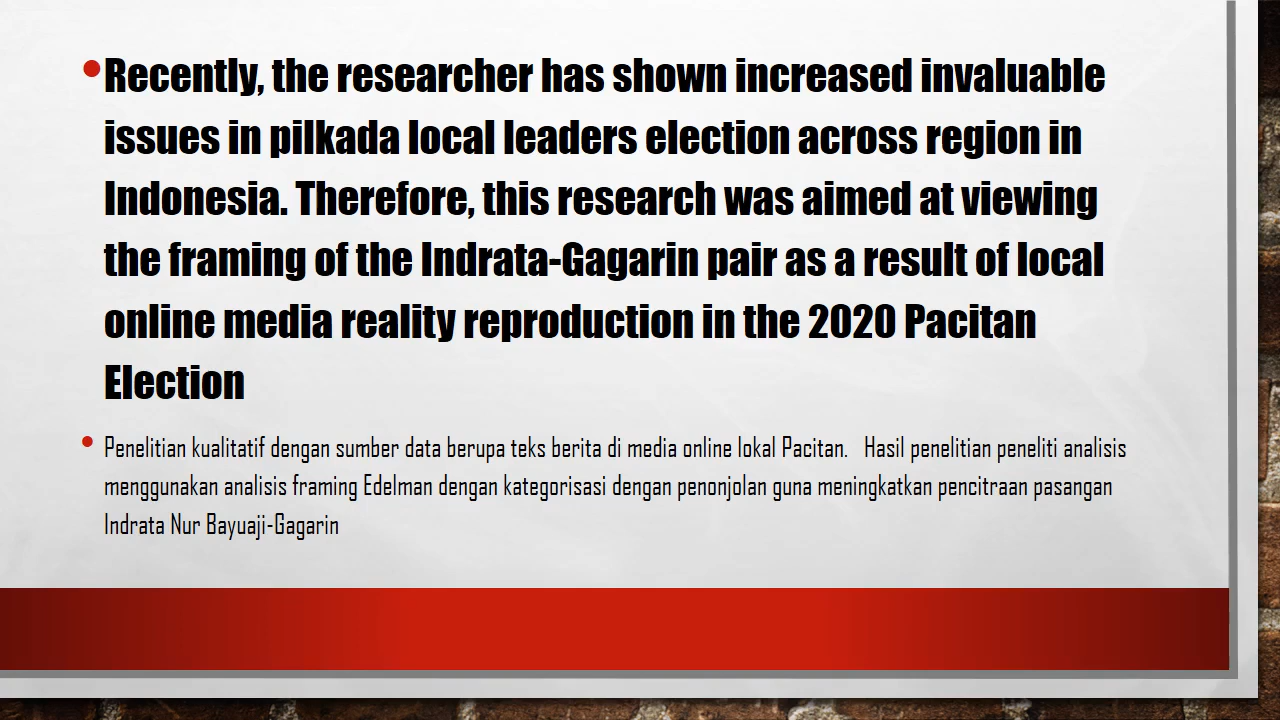 •Recently, the researcher has shown increased invaluable
issues in pilkada local leaders election across region in
Indonesia. Therefore, this research was aimed at viewing
the framing of the Indrata-Gagarin pair as a result of local
online media reality reproduction in the 2020 Pacitan
Election
• Penelitian kualitatif dengan sumber data berupa teks berita di media online lokal Pacitan.   Hasil penelitian peneliti analisis
menggunakan analisis framing Edelman dengan kategorisasi dengan penonjolan guna meningkatkan pencitraan pasangan
Indrata Nur Bayuaji-Gagarin